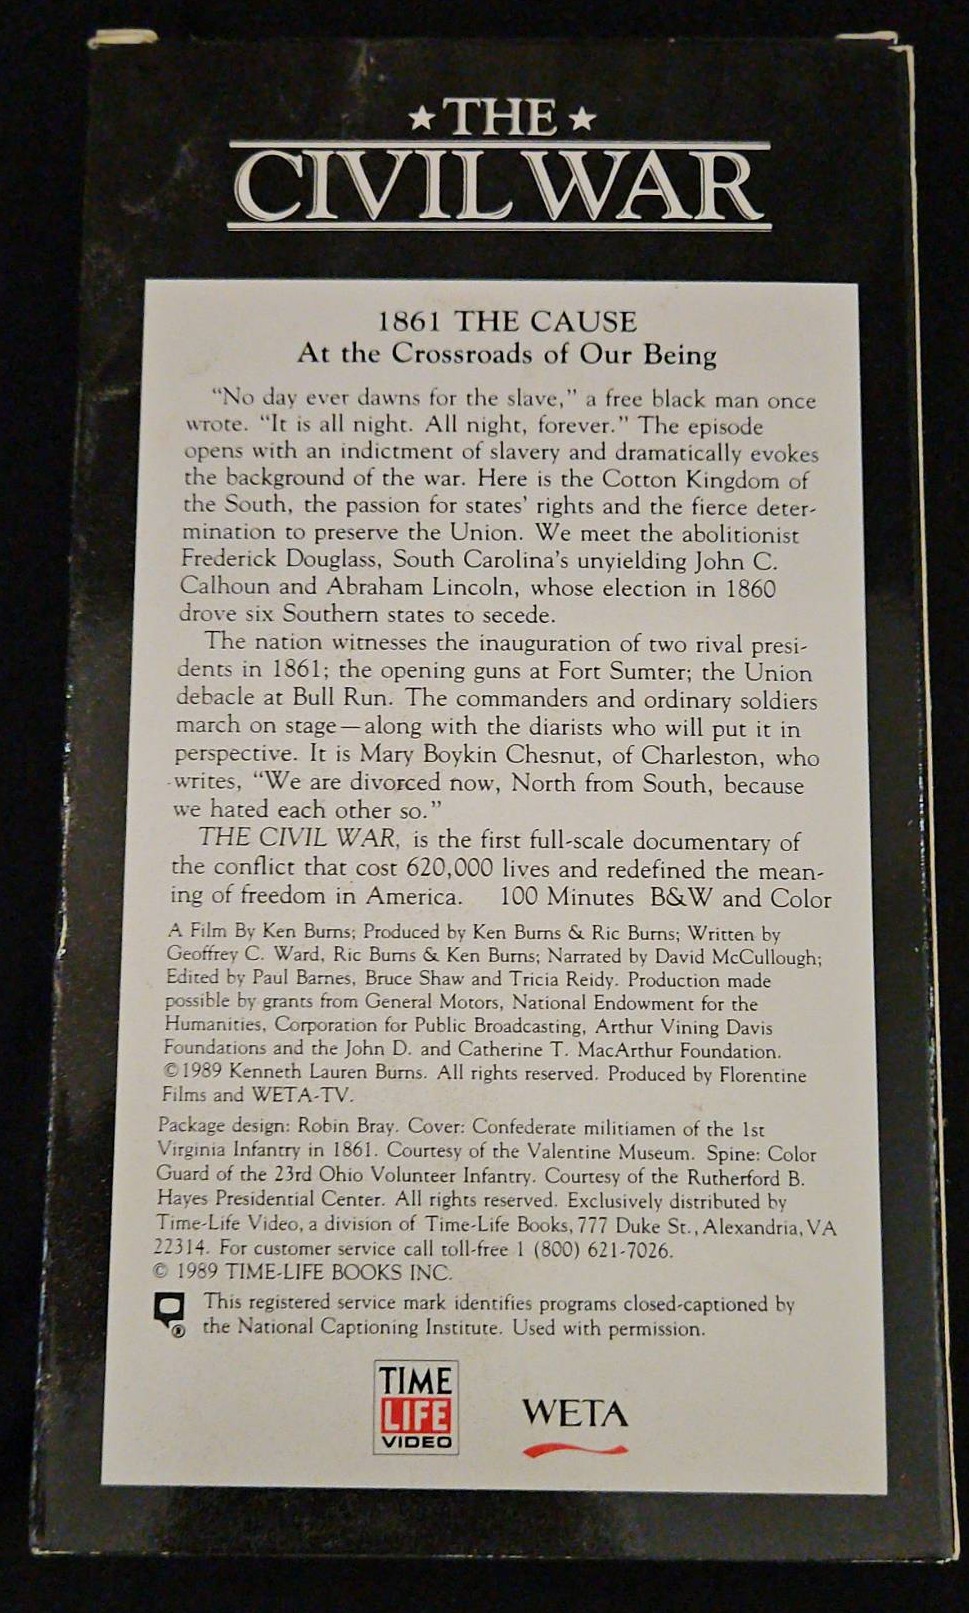 ★ THE ★
CIVIL WAR
1861 THE CAUSE
At the Crossroads of Our Being
“No day ever dawns for the slave,” a free black man once
wrote. “It is all night. All night, forever.” The episode
opens with an indictment of slavery and dramatically evokes
the background of the war. Here is the Cotton Kingdom of
the South, the passion for states’ rights and the fierce deter-
mination to preserve the Union. We meet the abolitionist
Frederick Douglass, South Carolina’s unyielding John C.
Calhoun and Abraham Lincoln, whose election in 1860
drove six Southern states to secede.
The nation witnesses the inauguration of two rival presi-
dents in 1861; the opening guns at Fort Sumter; the Union
debacle at Bull Run. The commanders and ordinary soldiers
march on stage—along with the diarists who will put it in
perspective. It is Mary Boykin Chesnut, of Charleston, who
writes, “We are divorced now, North from South, because
we hated each other so.”
THE CIVIL WAR, is the first full-scale documentary of
the conflict that cost 620,000 lives and redefined the mean-
ing of freedom in America. 100 Minutes B&W and Color
A Film By Ken Burns; Produced by Ken Burns & Ric Burns; Written by
Geoffrey C. Ward, Ric Burns & Ken Burns; Narrated by David McCullough;
Edited by Paul Barnes, Bruce Shaw and Tricia Reidy. Production made
possible by grants from General Motors, National Endowment for the
Humanities, Corporation for Public Broadcasting, Arthur Vining Davis
Foundations and the John D. and Catherine T. MacArthur Foundation.
©1989 Kenneth Lauren Burns. All rights reserved. Produced by Florentine
Films and WETA-TV.
Package design: Robin Bray. Cover: Confederate militiamen of the 1st
Virginia Infantry in 1861. Courtesy of the Valentine Museum. Spine: Color
Guard of the 23rd Ohio Volunteer Infantry. Courtesy of the Rutherford B.
Hayes Presidential Center. All rights reserved. Exclusively distributed by
Time-Life Video, a division of Time-Life Books, 777 Duke St., Alexandria, VA
22314. For customer service call toll-free 1 (800) 621-7026.
© 1989 TIME-LIFE BOOKS INC.
This registered service mark identifies programs closed-captioned by
® the National Captioning Institute. Used with permission.
TIME
LIFE
VIDEO
WETA